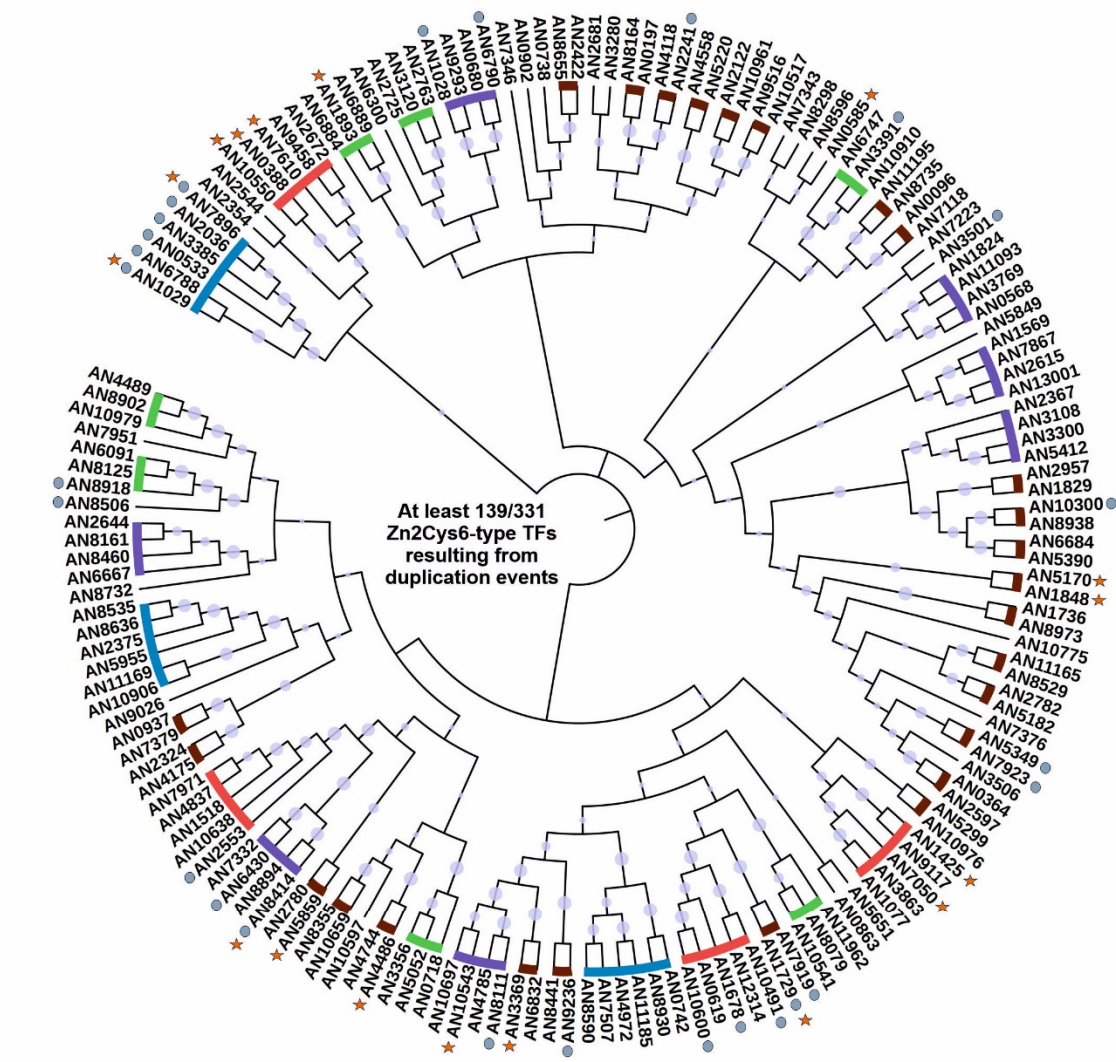 AN1029
AN6788
AN0533
AN3385
AN2036
AN7896
AN2354
AN2544
AN10550
AN0388
AN7610
AN9458
AN2672
AN6884
AN1893
AN6889
AN6300
AN2725
AN3120
AN2763
AN1028
AN9293
AN0680
AN6790
AN7346
AN0902
AN0738
AN8655
AN2422
AN2681
AN3280
AN8164
AN0197
AN4118
AN2241
AN4558
AN5220
AN2122
AN10961
AN9516
AN10517
AN7343
AN8298
AN8596
AN0585
AN6747
AN3391
AN10910
AN11195
AN8735
AN0096
AN7118
AN7223
AN3501
AN1824
AN11093
AN3769
AN0568
AN5849
AN1569
AN7867
AN2615
AN13001
AN2367
AN3108
AN3300
AN5412
AN2957
AN1829
AN10300
AN8938
AN6684
AN5390
AN5170
AN1848
AN1736
AN8973
AN10775
AN11165
AN8529
AN2782
AN5182
AN7376
AN5349
AN7923
AN3506
AN0364
AN2597
AN5299
AN10976
AN1425
AN9117
AN7050
AN3863
AN1077
AN5651
AN0863
AN11962
AN8079
AN10541
AN7919
AN1729
AN10491
AN12314
AN1678
AN0619
AN10600
AN0742
AN8930
AN11185
AN4972
AN7507
AN8590
AN9236
AN8441
AN6832
AN3369
AN8111
AN4785
AN10543
AN10697
AN0718
AN5052
AN3356
AN4486
AN4744
AN10597
AN10659
AN8355
AN5859
AN2780
AN8414
AN8894
AN6430
AN7332
AN2553
AN10638
AN1518
AN4837
AN7971
AN4175
AN2324
AN7379
AN0937
AN9026
AN10906
AN11169
AN5955
AN2375
AN8636
AN8535
AN8732
AN6667
AN8460
AN8161
AN2644
AN8506
AN8918
AN8125
AN6091
AN7951
AN10979
AN8902
AN4489
At least 139/331
Zn2Cys6-type TFs
resulting from
duplication events